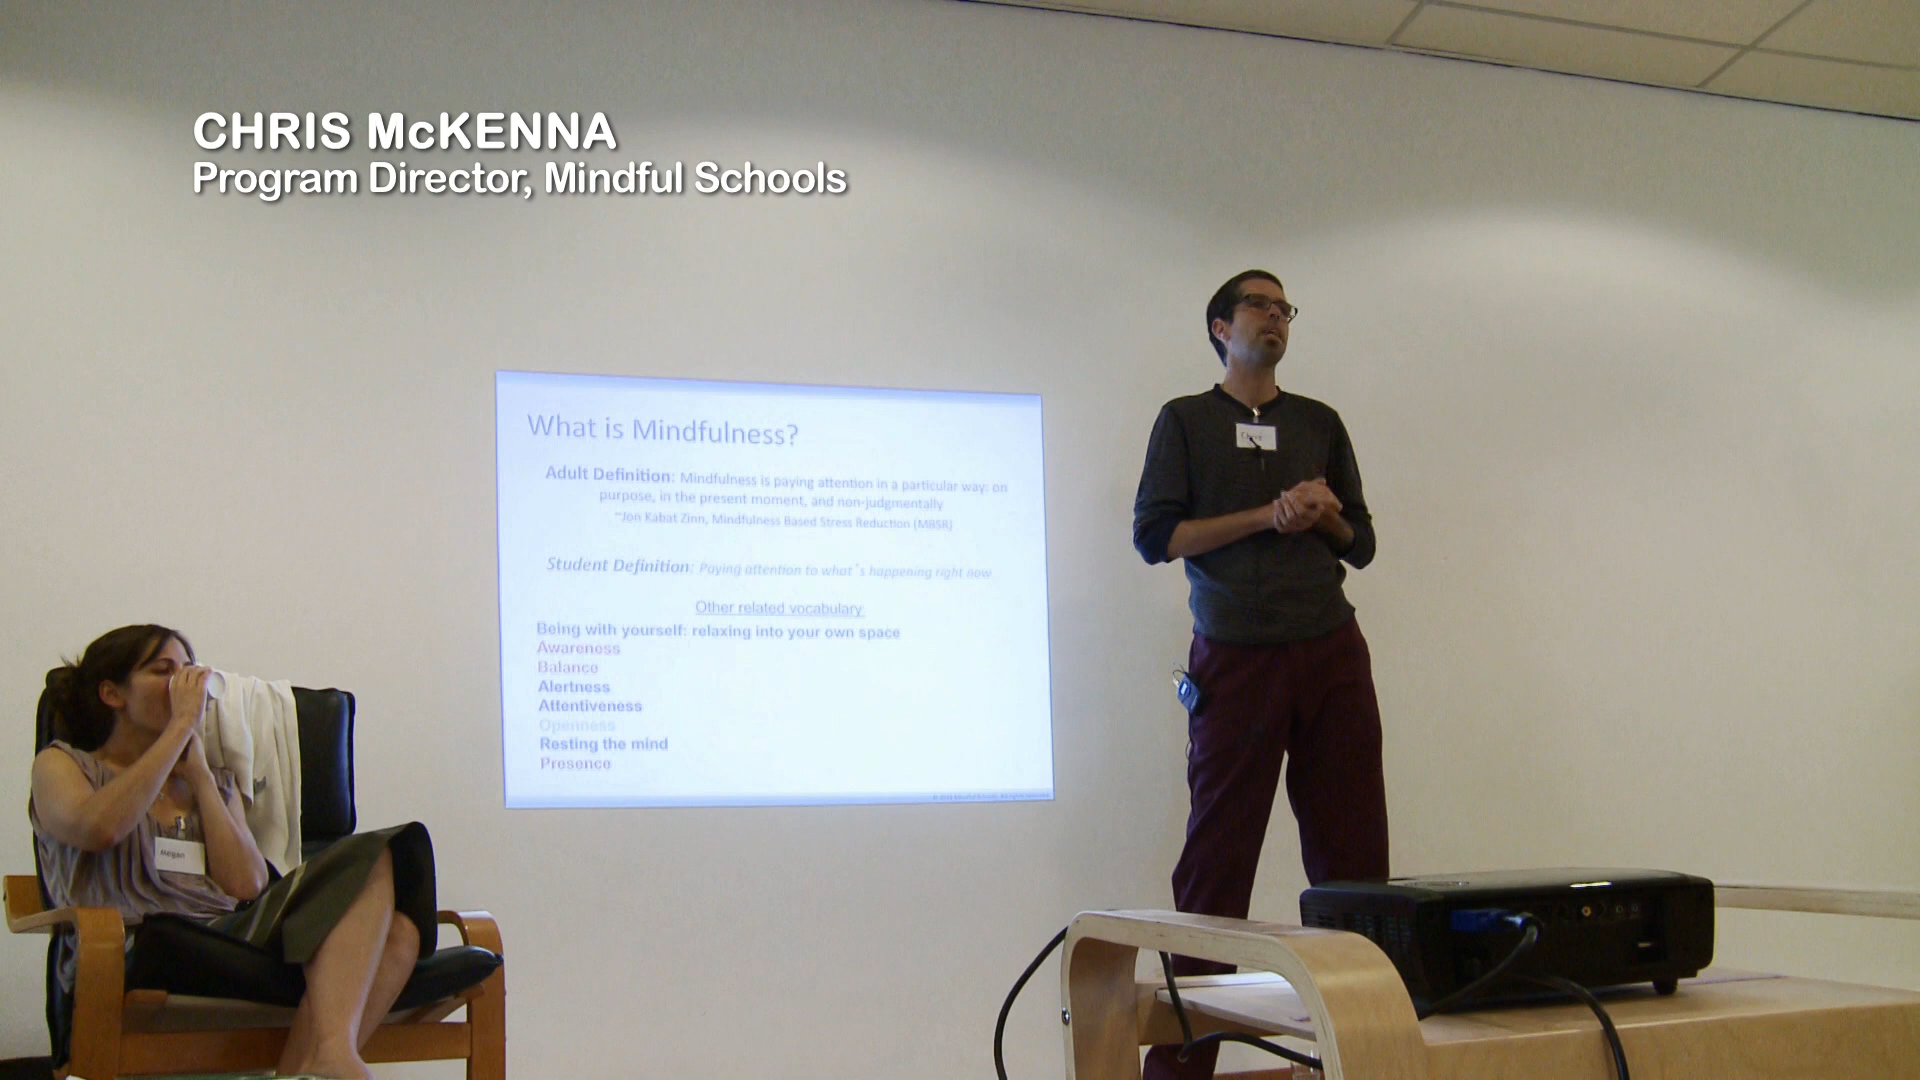 CHRIS McKENNA
Program Director, Mindful Schools
What is Mindfulness?
Adult Definition: Mindfulness is paying attention in a particular way: on
purpose, in the present moment, and non-judgmentally
~Jon Kabat Zinn, Mindfulness Based Stress Reduction (MBSR)
Student Definition: Paying attention to what's happening right now
Other related vocabulary:
Being with yourself: relaxing into your own space
Awareness
Balance
Alertness
Attentiveness
Openness
Resting the mind
Presence
Megan